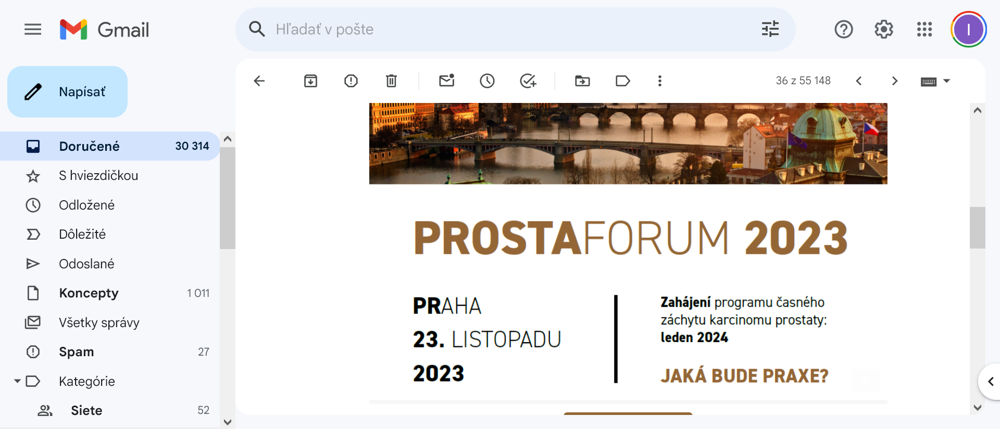 Gmail
Hľadať v pošte
I
Napísať
36 z 55 148
Doručené 30 314
S hviezdičkou
Odložené
Dôležité
Odoslané
Koncepty 1 011
Všetky správy
Spam 27
Kategórie
Siete 52
PROSTAFORUM 2023
PRAHA
23. LISTOPADU
2023
Zahájení programu časného
záchytu karcinomu prostaty:
leden 2024
JAKÁ BUDE PRAXE?